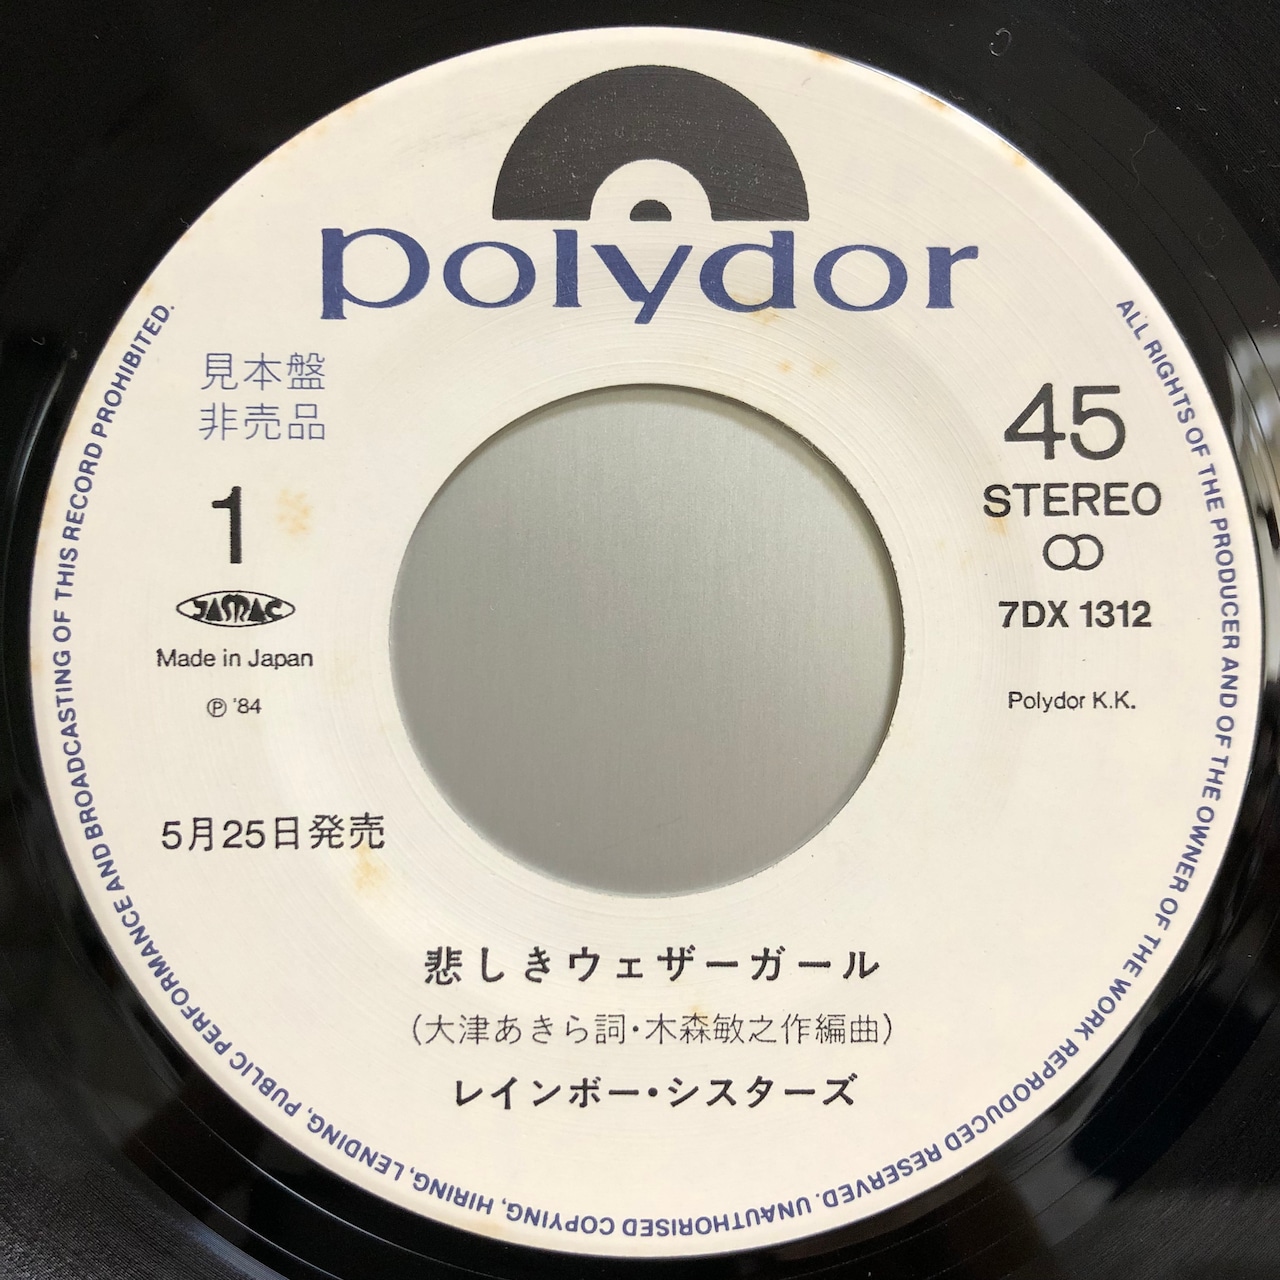 polydor
見本盤
非売品
1
JASRAC
Made in Japan
℗ '84
45
STEREO
7DX 1312
Polydor K.K.
5月25日発売
悲しきウェザーガール
(大津あきら詞・木森敏之作編曲)
レインボー・シスターズ
ALL RIGHTS OF THE PRODUCER AND OF THE OWNER OF THE WORK REPRODUCED RESERVED. UNAUTHORISED COPYING, HIRING, LENDING, PUBLIC PERFORMANCE AND BROADCASTING OF THIS RECORD PROHIBITED.